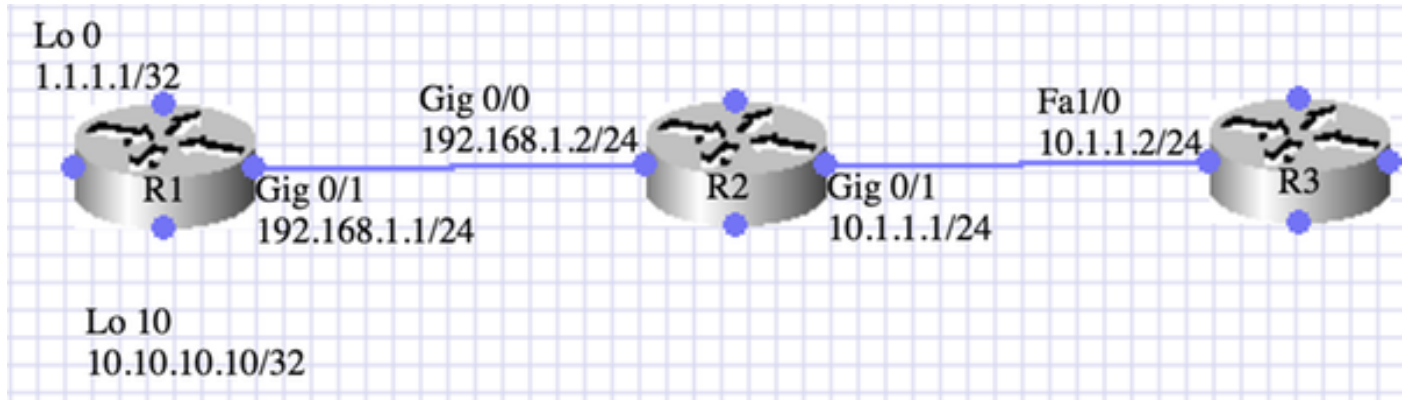 Lo 0
1.1.1.1/32
Gig 0/0
192.168.1.2/24
Fa1/0
10.1.1.2/24
R1
R2
R3
Gig 0/1
192.168.1.1/24
Gig 0/1
10.1.1.1/24
Lo 10
10.10.10.10/32